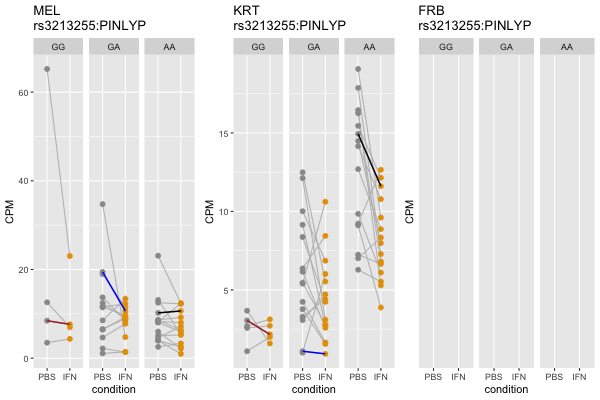 MEL
rs3213255:PINLYP
GG GA AA
CPM
60
40
20
0
PBS IFN PBS IFN PBS IFN
condition
KRT
rs3213255:PINLYP
GG GA AA
CPM
15
10
5
PBS IFN PBS IFN PBS IFN
condition
FRB
rs3213255:PINLYP
GG GA AA
CPM
PBS IFN PBS IFN PBS IFN
condition